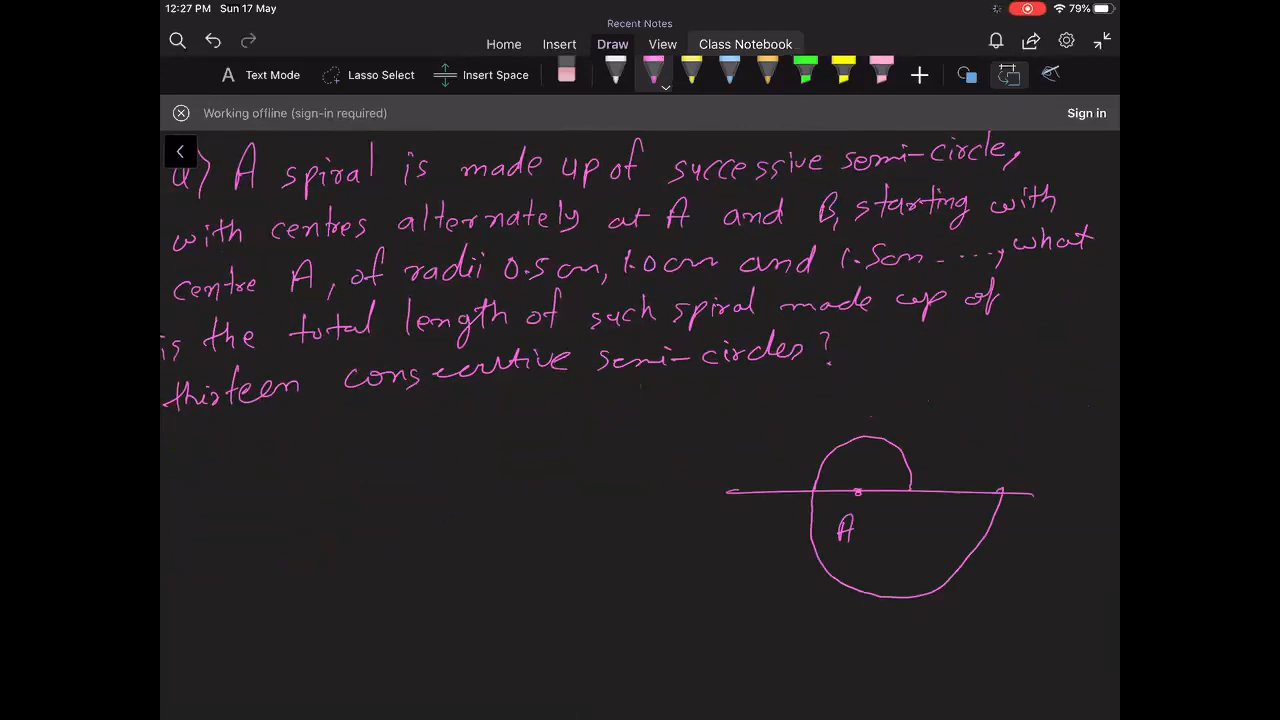 12:27 PM Sun 17 May
79%
Recent Notes
Home Insert Draw View Class Notebook
Text Mode Lasso Select Insert Space
Working offline (sign-in required) Sign in
A spiral is made up of successive semi-circle,
with centres alternately at A and B, starting with
centre A, of radii 0.5cm, 1.0cm and 1.5cm ...., what
is the total length of such spiral made up of
thirteen consecutive semi-circles?
A